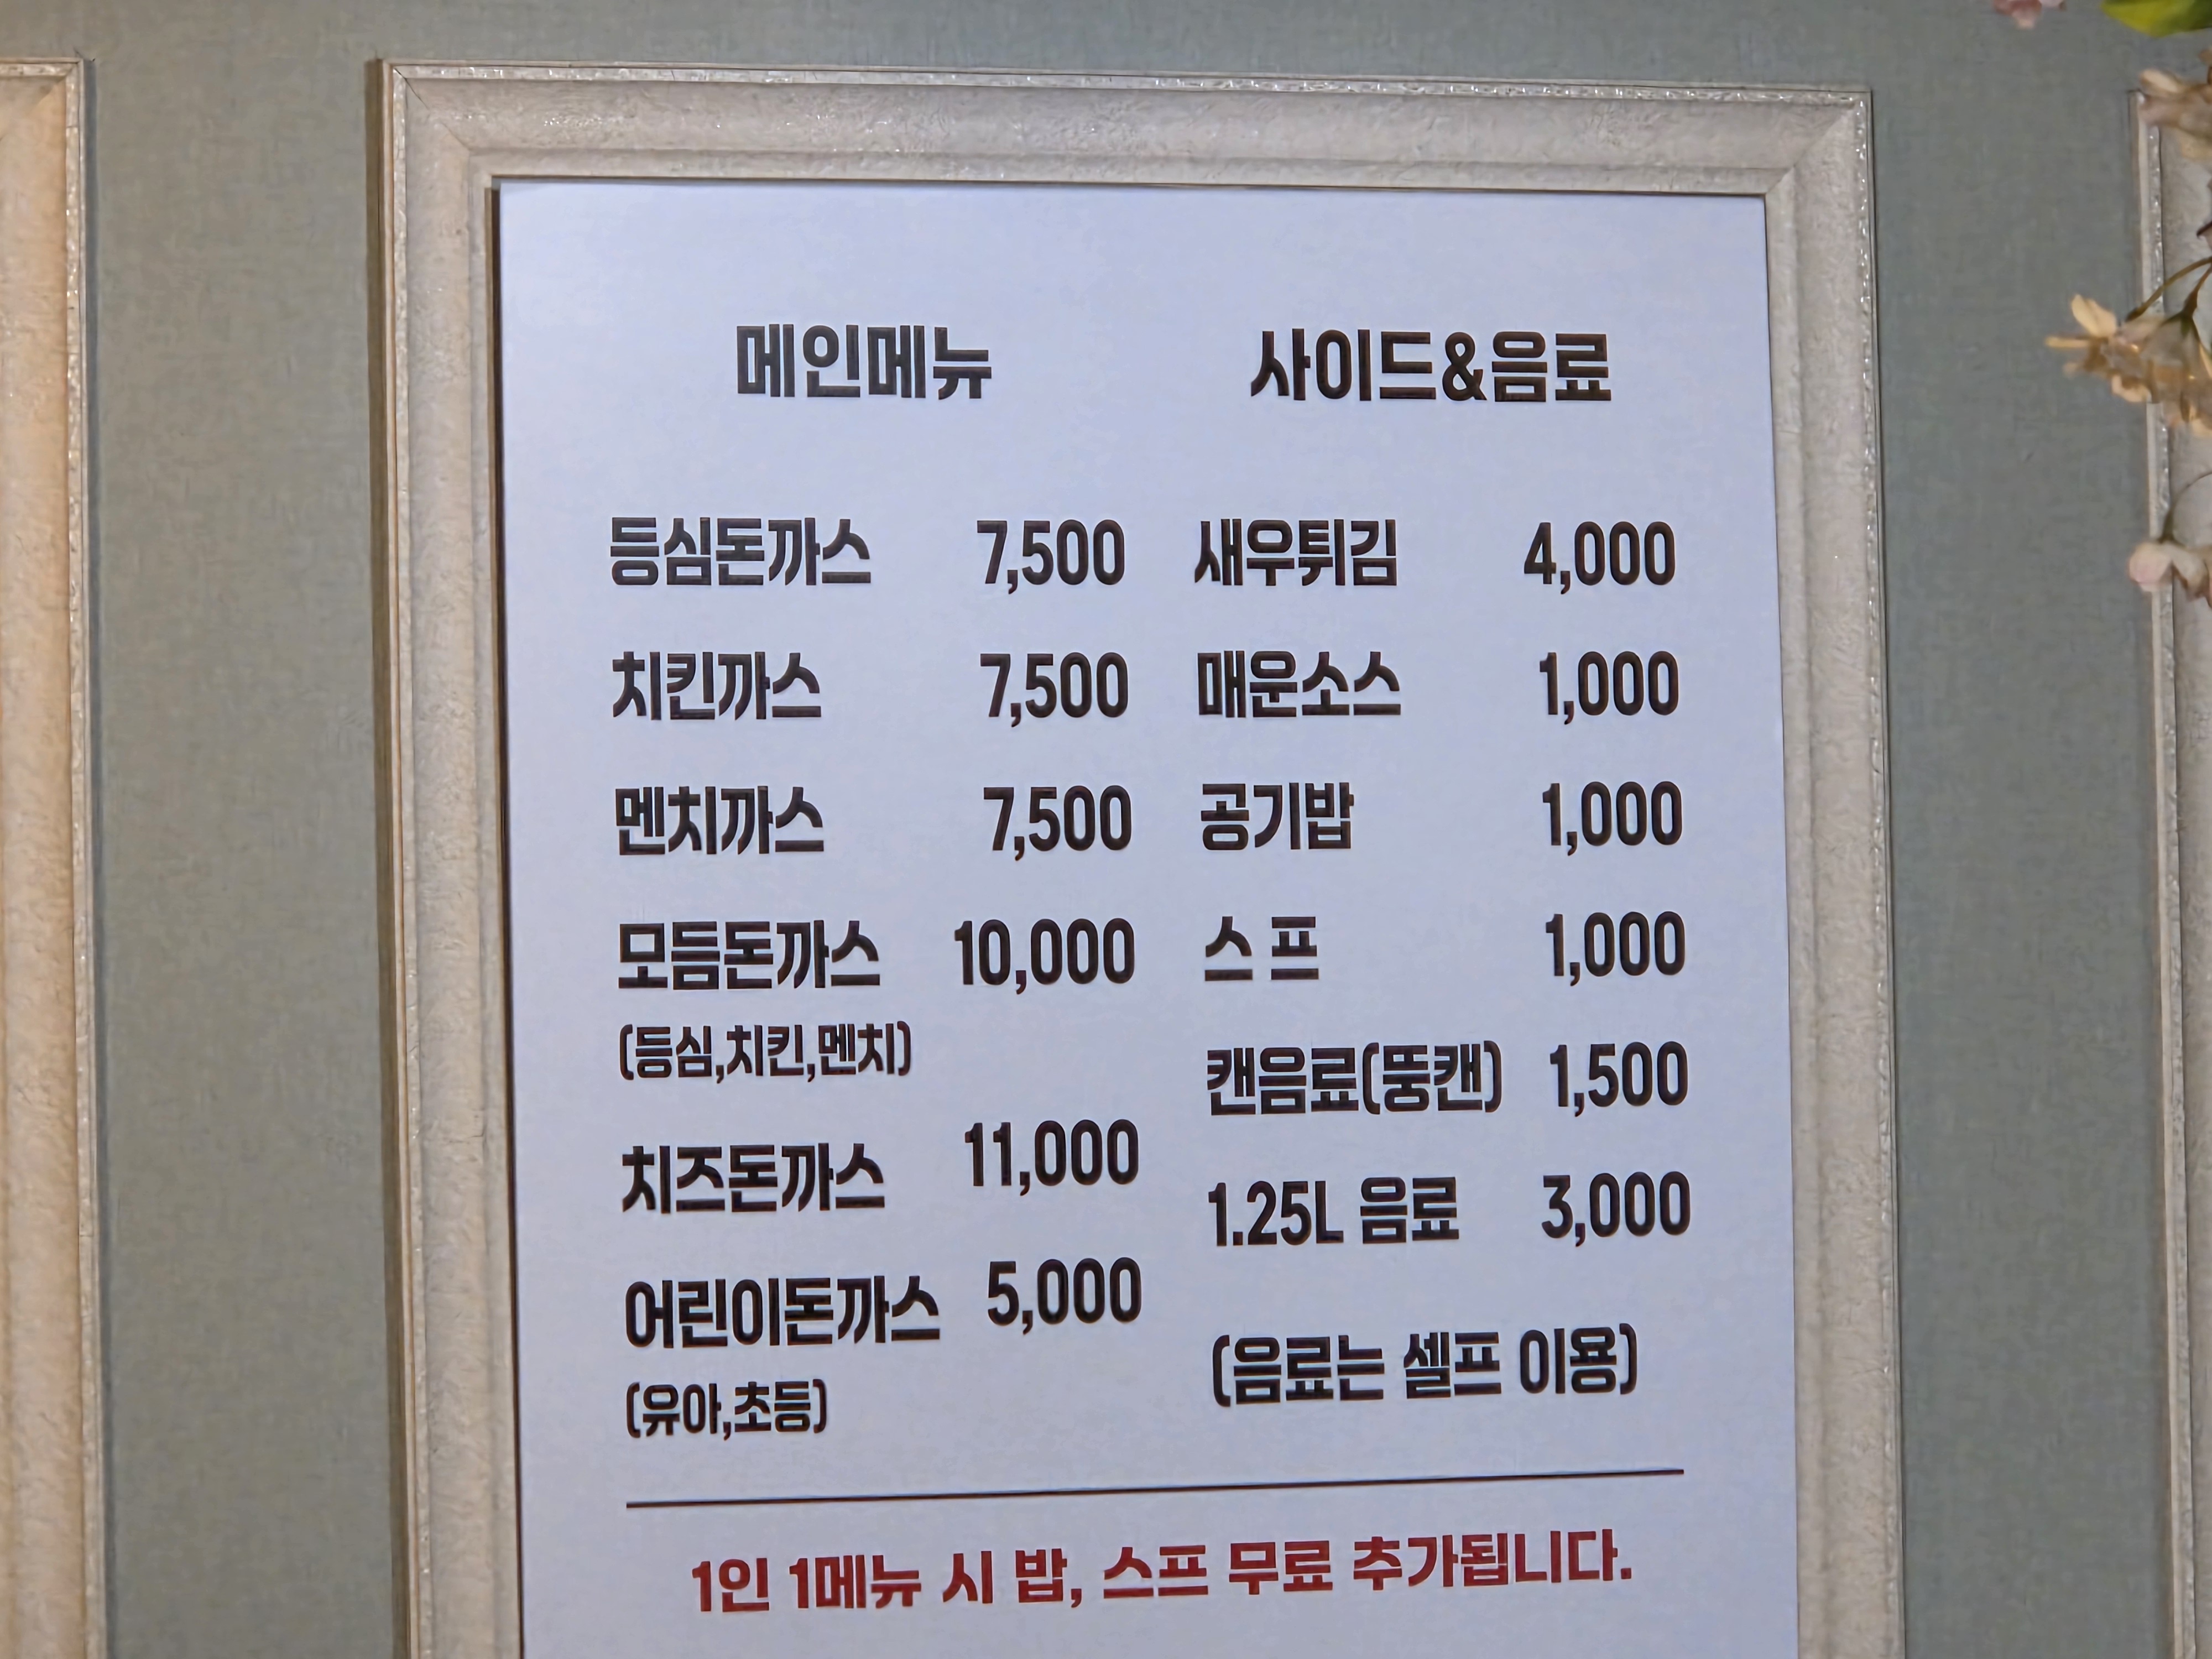 메인메뉴
등심돈까스 7,500
치킨까스 7,500
멘치까스 7,500
모듬돈까스 10,000
(등심,치킨,멘치)
치즈돈까스 11,000
어린이돈까스 5,000
(유아,초등)
사이드&음료
새우튀김 4,000
매운소스 1,000
공기밥 1,000
스 프 1,000
캔음료(뚱캔) 1,500
1.25L 음료 3,000
(음료는 셀프 이용)
1인 1메뉴 시 밥, 스프 무료 추가됩니다.